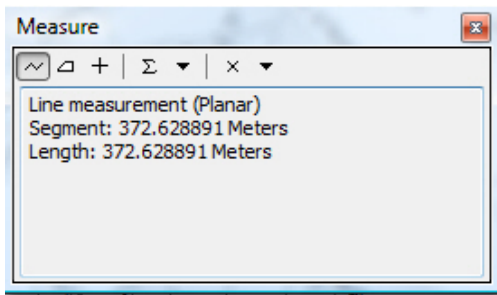 Measure
Σ
Line measurement (Planar)
Segment: 372.628891 Meters
Length: 372.628891 Meters